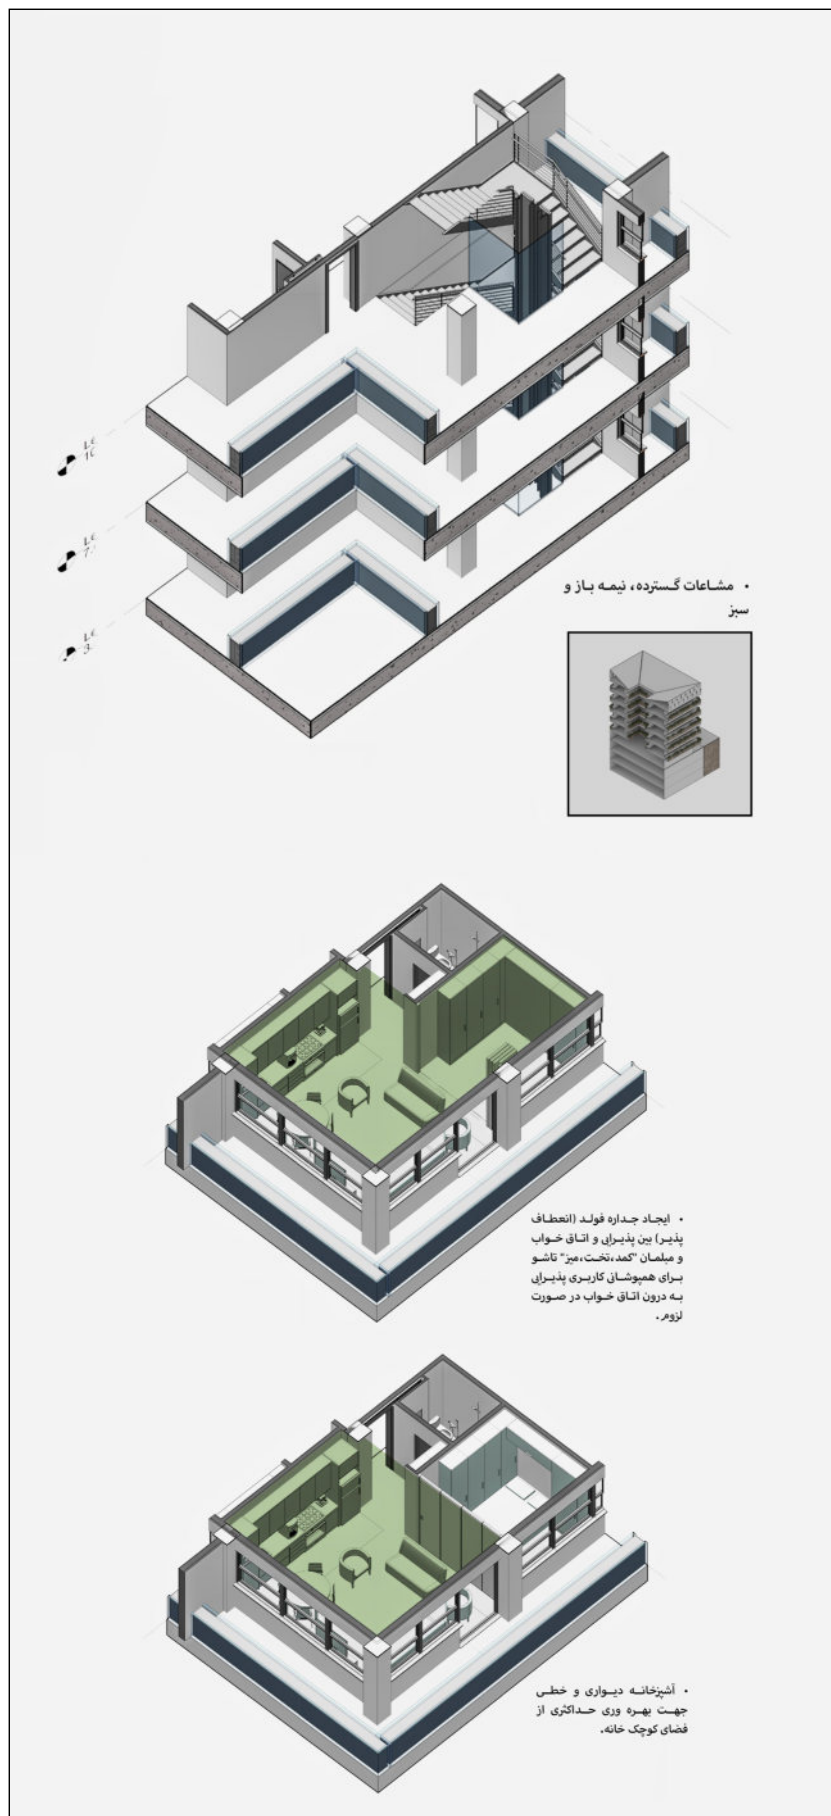 • مشاعات گسترده، نیمه باز و
سبز
• ایجاد جداره فولد (انعطاف
پذیر) بین پذیرایی و اتاق خواب
و مبلمان "کمد،تخت،میز" تاشو
برای همپوشانی کاربری پذیرایی
به درون اتاق خواب در صورت
لزوم.
• آشپزخانه دیواری و خطی
جهت بهره وری حداکثری از
فضای کوچک خانه.